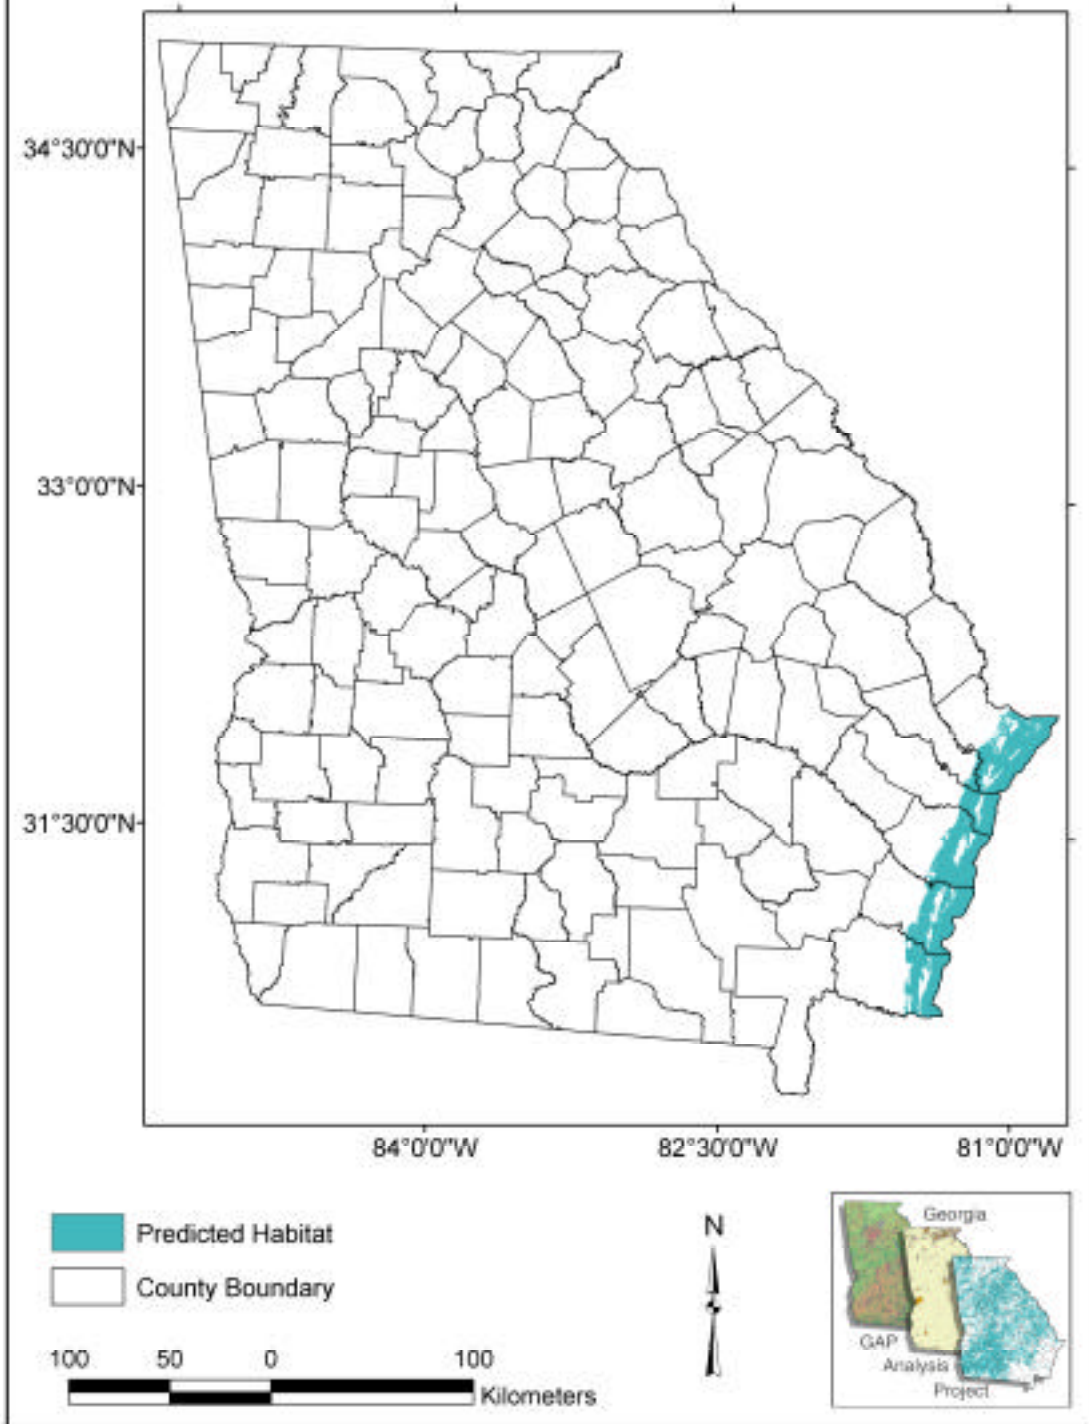 34°30'0"N
33°0'0"N
31°30'0"N
84°0'0"W 82°30'0"W 81°0'0"W
Predicted Habitat
County Boundary
N
100 50 0 100
Kilometers
Georgia
GAP
Analysis
Project